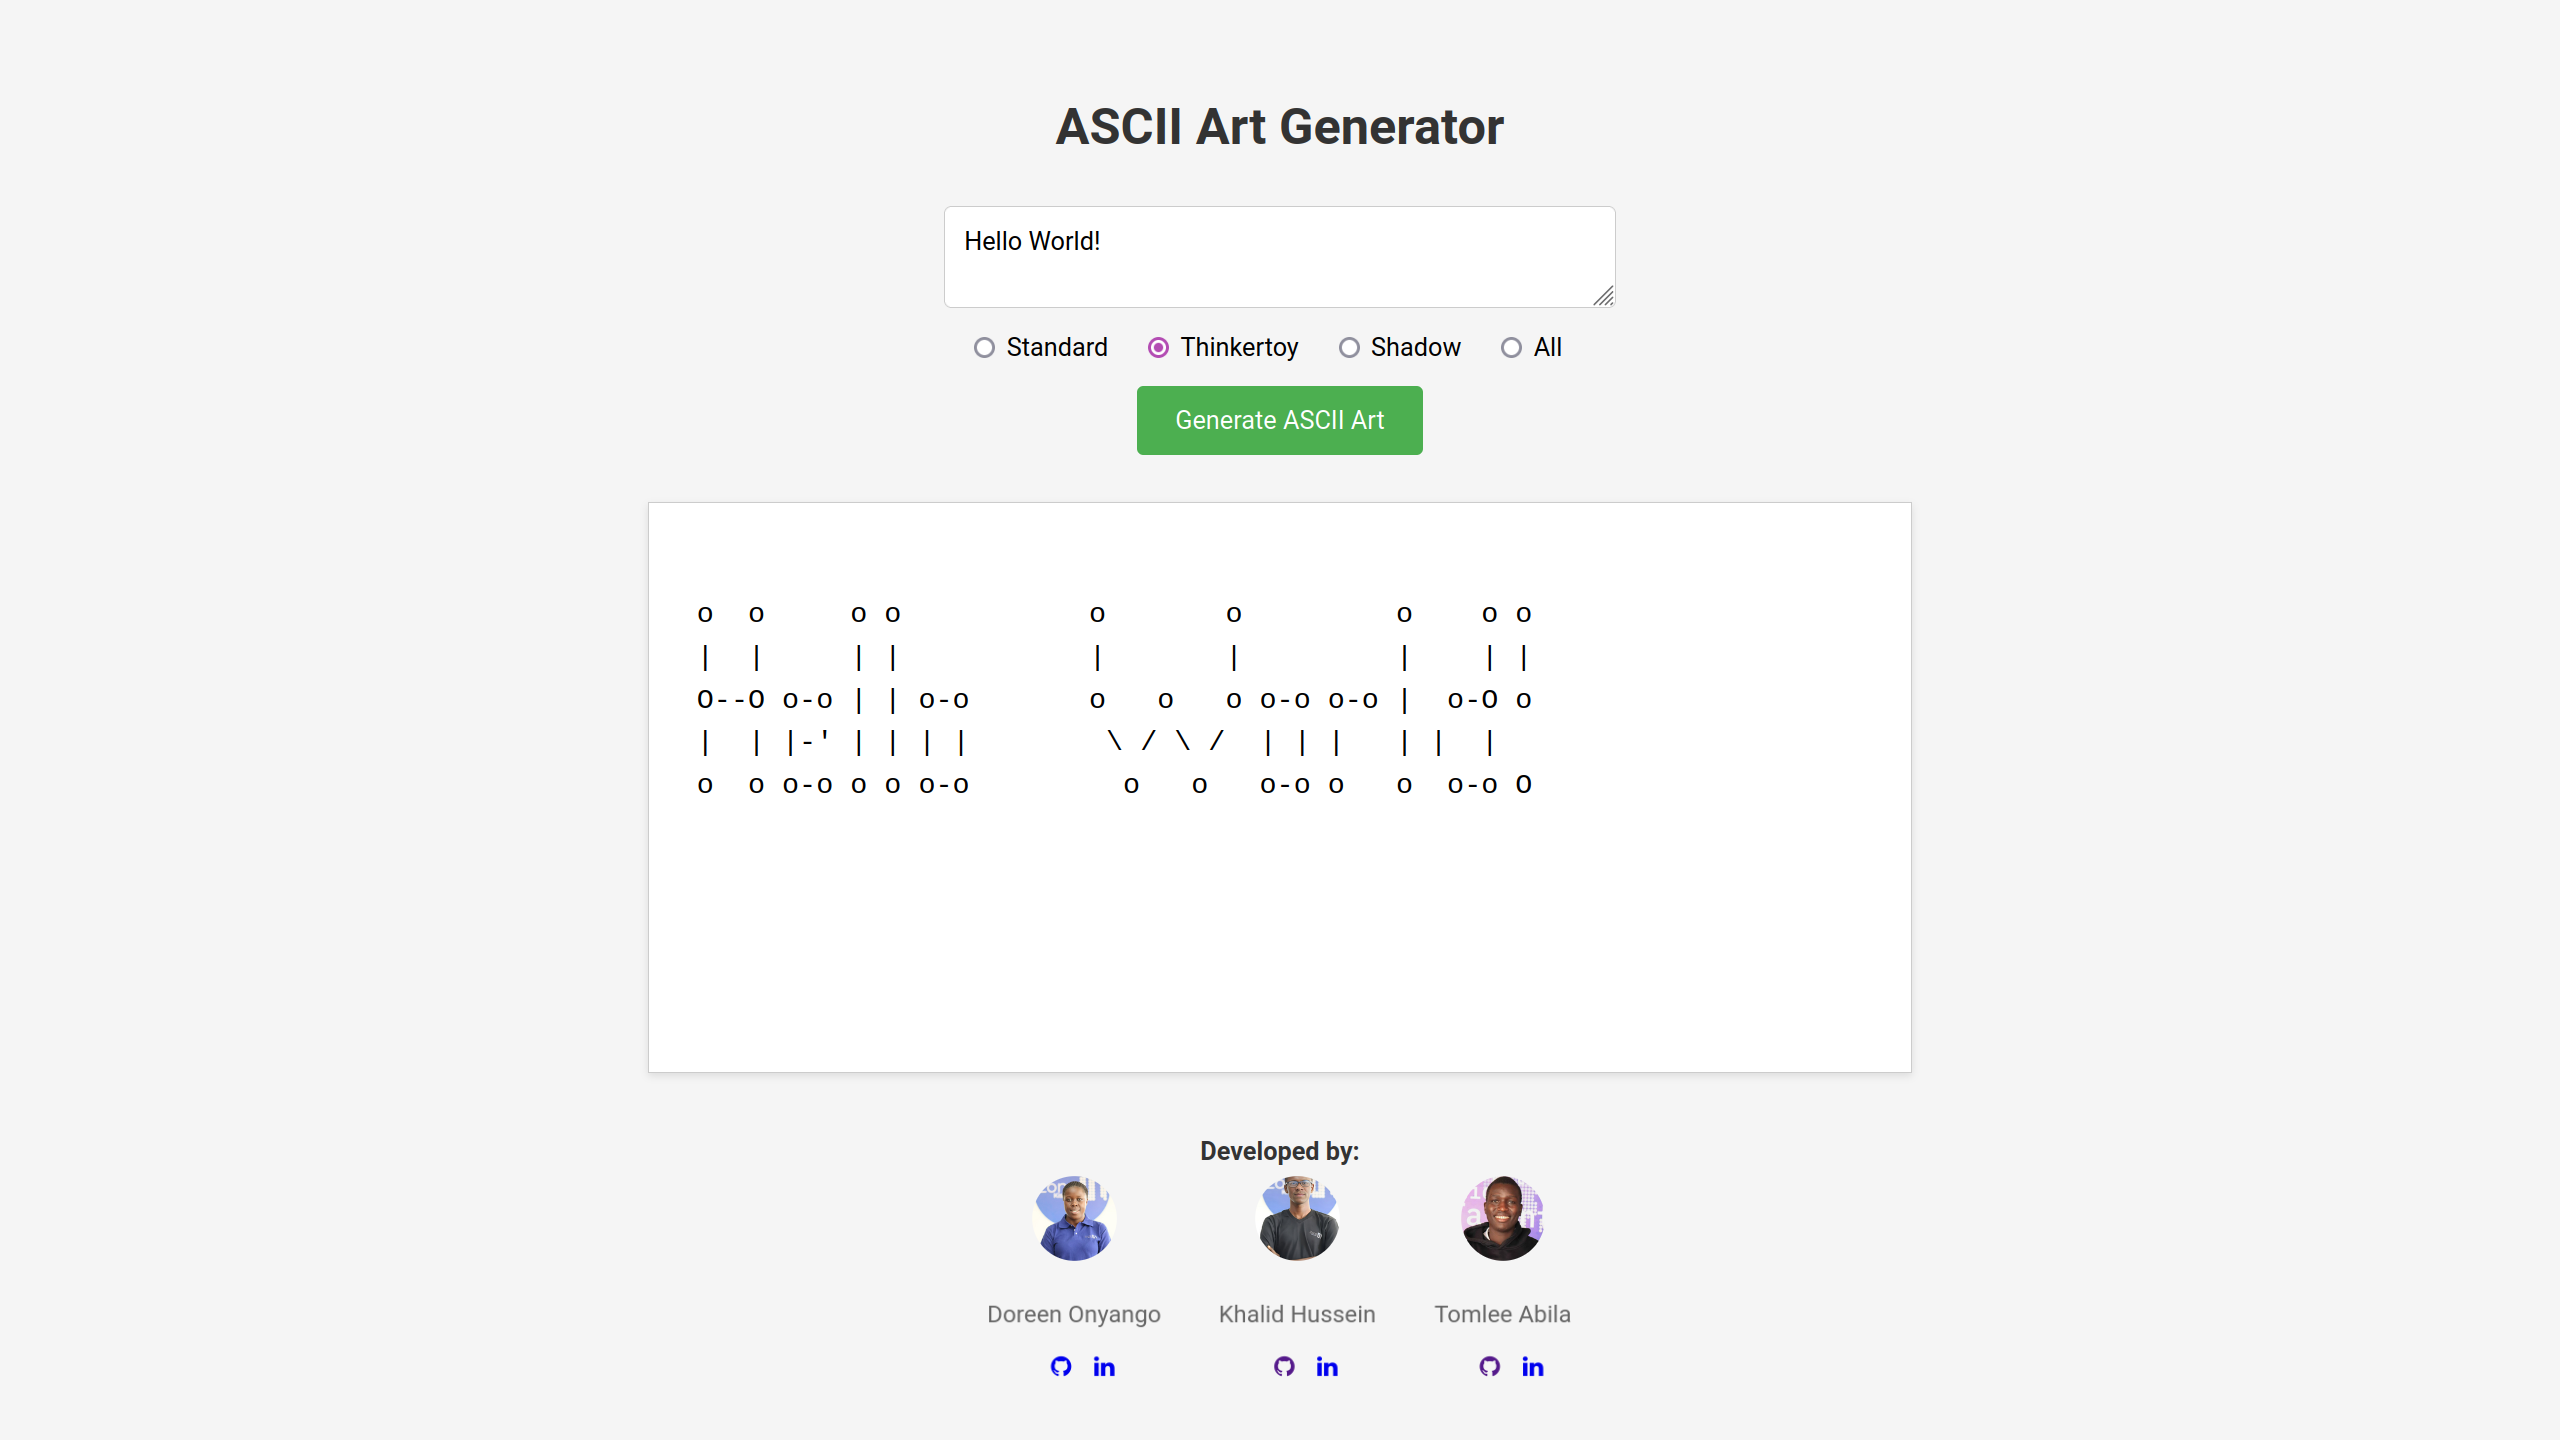 ASCII Art Generator
Hello World!
Standard Thinkertoy Shadow All
Generate ASCII Art
o  o     o o           o       o         o    o o
|  |     | |           |       |         |    | |
O--O o-o | | o-o       o   o   o o-o o-o |  o-O o
|  | |-' | | | |        \ / \ /  | | |   | |  |
o  o o-o o o o-o         o   o   o-o o   o  o-o O
Developed by:
Doreen Onyango Khalid Hussein Tomlee Abila
in in in